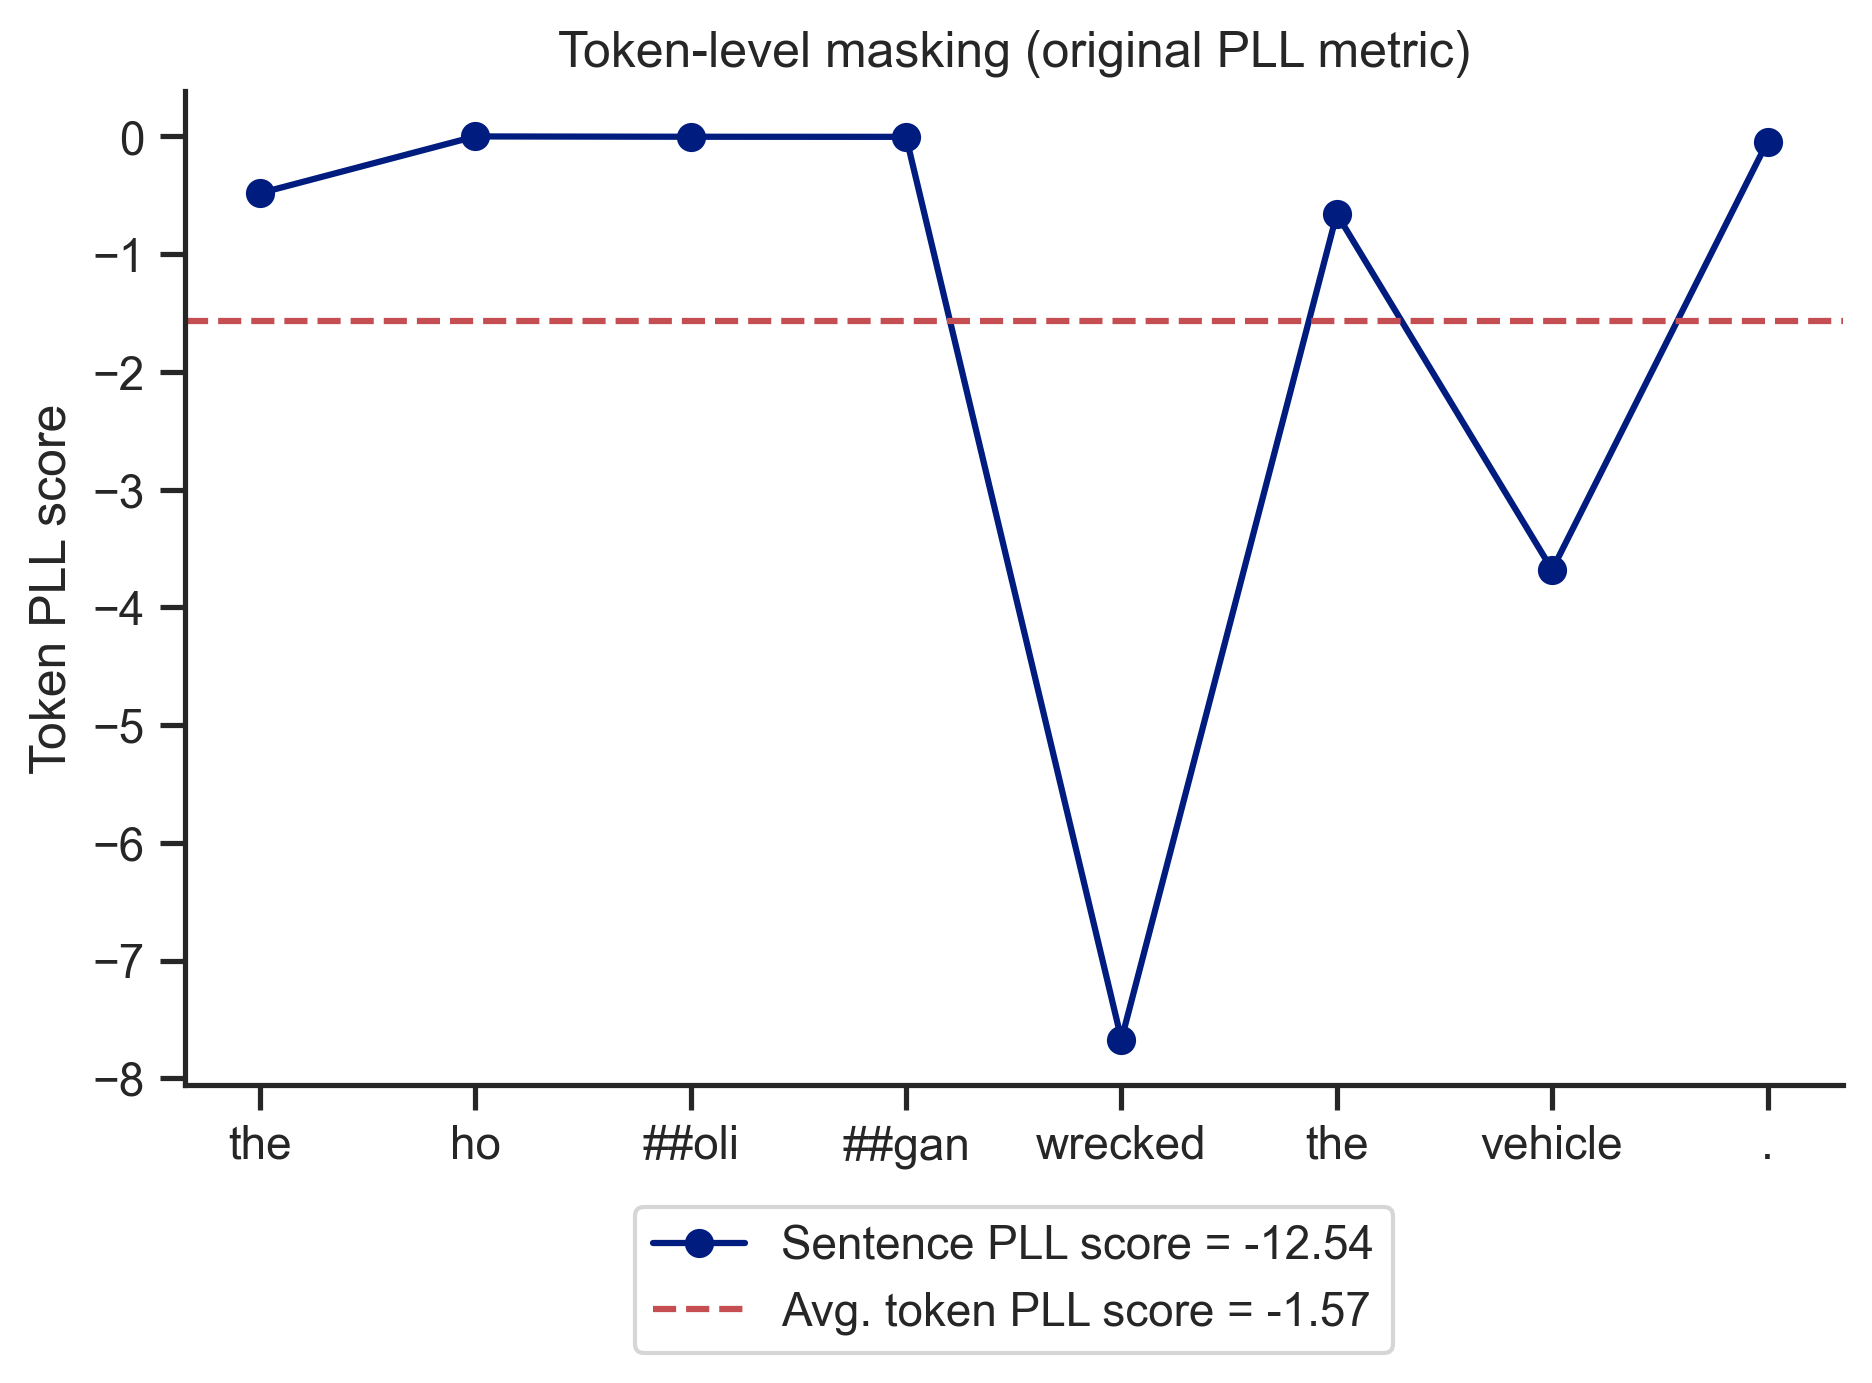 Token-level masking (original PLL metric)
Token PLL score
0
−1
−2
−3
−4
−5
−6
−7
−8
the ho ##oli ##gan wrecked the vehicle .
Sentence PLL score = -12.54
Avg. token PLL score = -1.57